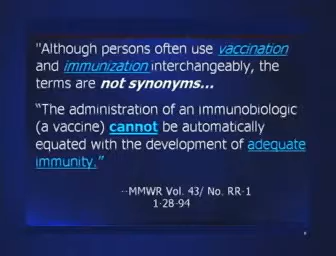 "Although persons often use vaccination
and immunization interchangeably, the
terms are not synonyms...
"The administration of an immunobiologic
(a vaccine) cannot be automatically
equated with the development of adequate
immunity."
--MMWR Vol. 43/ No. RR-1
1-28-94